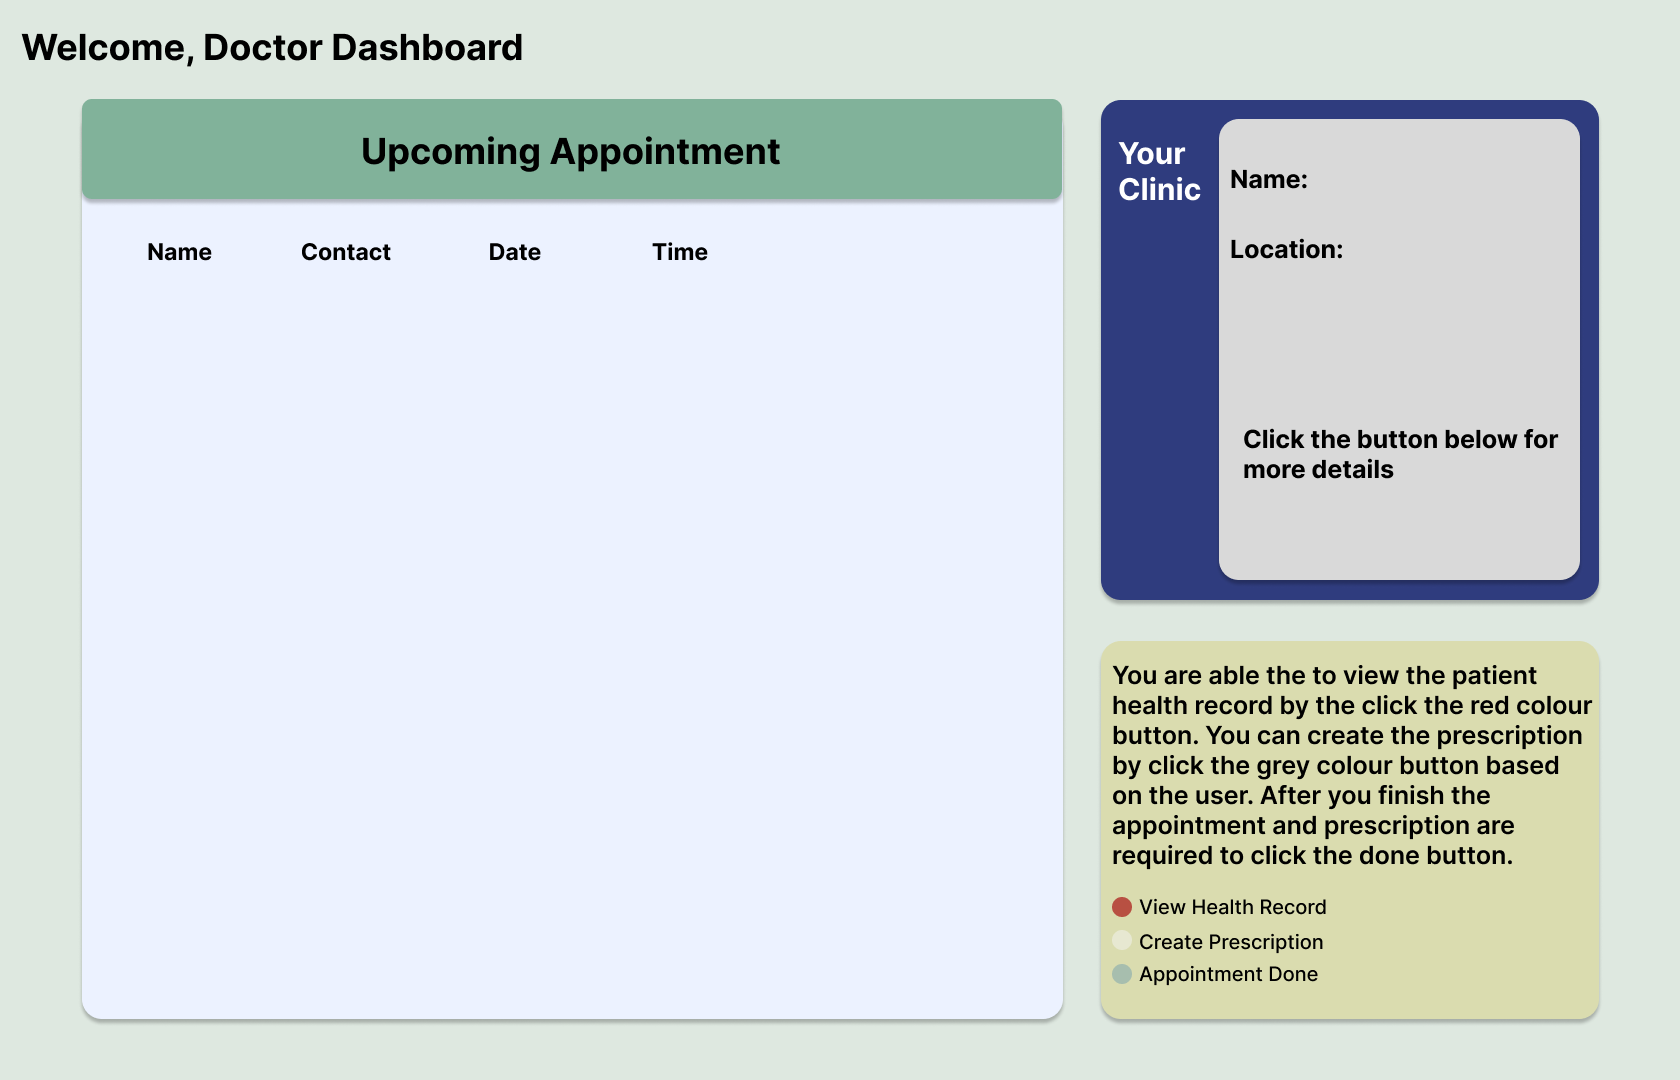 Welcome, Doctor Dashboard
Upcoming Appointment
Name Contact Date Time
Your
Clinic
Name:
Location:
Click the button below for
more details
You are able the to view the patient
health record by the click the red colour
button. You can create the prescription
by click the grey colour button based
on the user. After you finish the
appointment and prescription are
required to click the done button.
View Health Record
Create Prescription
Appointment Done